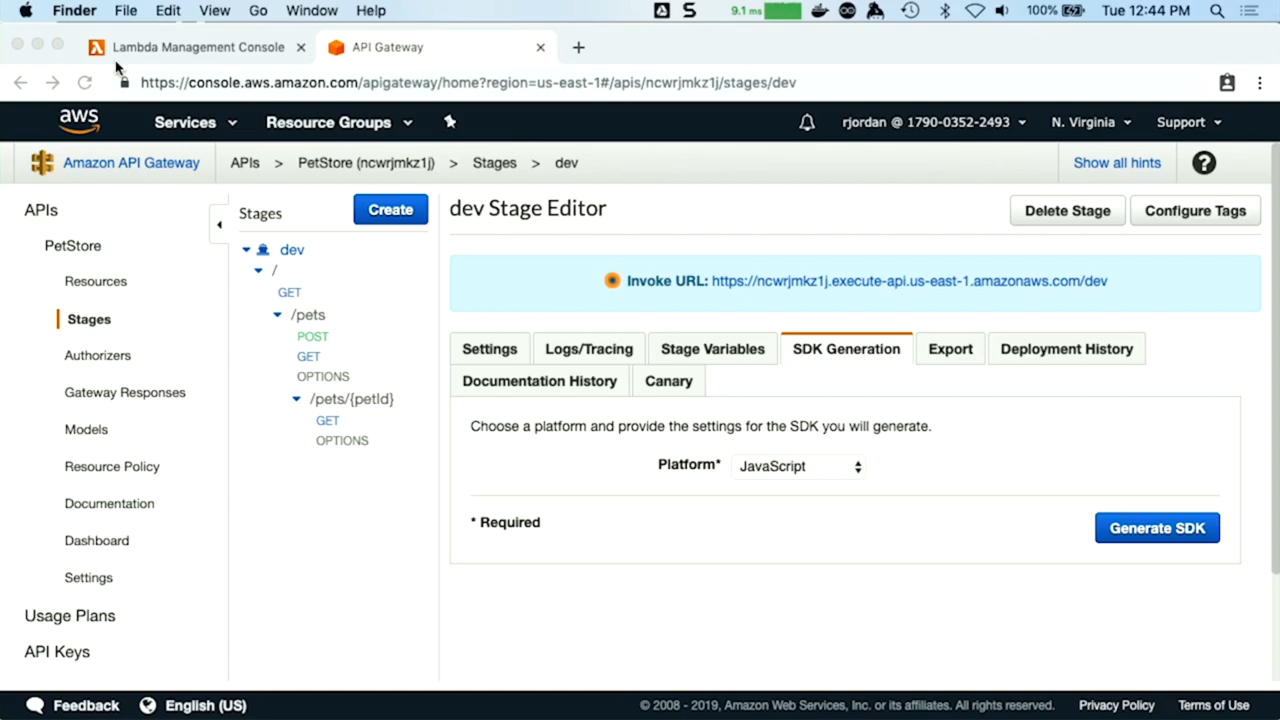 Finder File Edit View Go Window Help 9.1 ms 100% Tue 12:44 PM
Lambda Management Console API Gateway
https://console.aws.amazon.com/apigateway/home?region=us-east-1#/apis/ncwrjmkz1j/stages/dev
aws Services Resource Groups rjordan @ 1790-0352-2493 N. Virginia Support
Amazon API Gateway APIs > PetStore (ncwrjmkz1j) > Stages > dev Show all hints ?
APIs
PetStore
Resources
Stages
Authorizers
Gateway Responses
Models
Resource Policy
Documentation
Dashboard
Settings
Usage Plans
API Keys
Stages Create
dev
/
GET
/pets
POST
GET
OPTIONS
/pets/{petId}
GET
OPTIONS
dev Stage Editor Delete Stage Configure Tags
Invoke URL: https://ncwrjmkz1j.execute-api.us-east-1.amazonaws.com/dev
Settings Logs/Tracing Stage Variables SDK Generation Export Deployment History
Documentation History Canary
Choose a platform and provide the settings for the SDK you will generate.
Platform* JavaScript
* Required
Generate SDK
Feedback English (US) © 2008 - 2019, Amazon Web Services, Inc. or its affiliates. All rights reserved. Privacy Policy Terms of Use